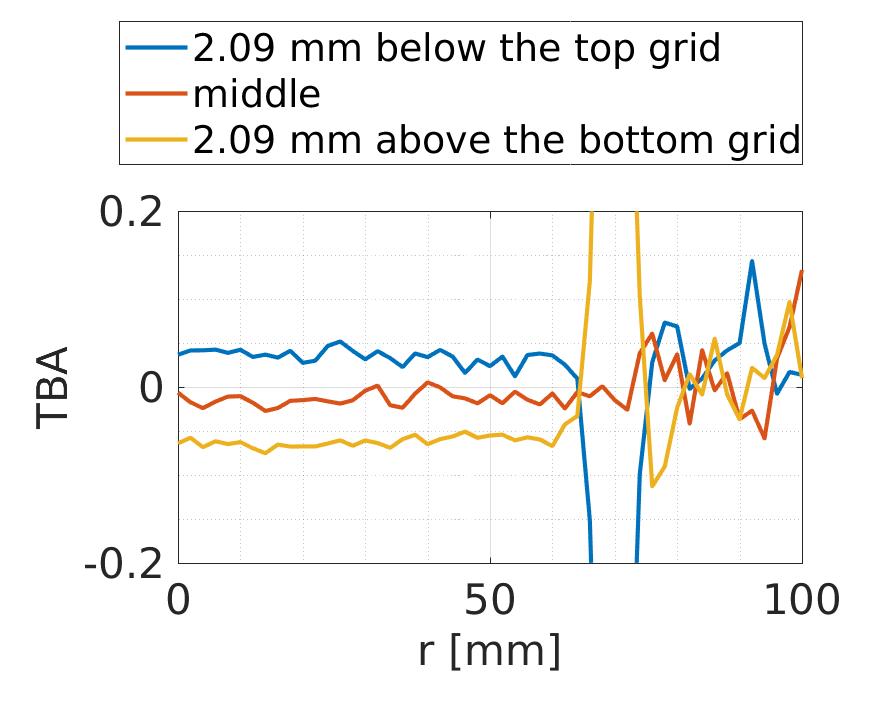 2.09 mm below the top grid
middle
2.09 mm above the bottom grid
0.2
0
-0.2
TBA
0 50 100
r [mm]